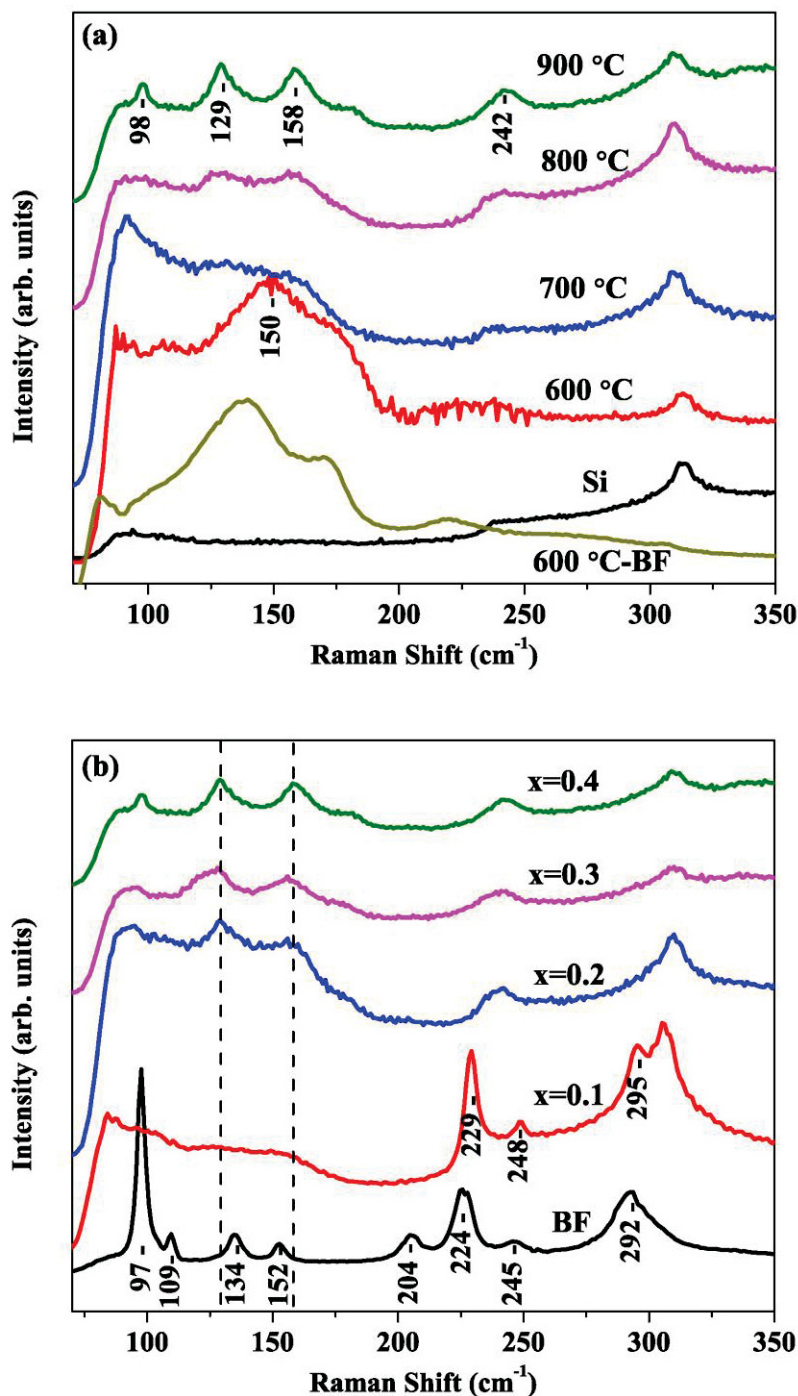 (a)
900 °C
98
129
158
242
800 °C
700 °C
150
600 °C
Si
600 °C-BF
Intensity (arb. units)
100 150 200 250 300 350
Raman Shift (cm⁻¹)
(b)
x=0.4
x=0.3
x=0.2
x=0.1
229
248
295
BF
97
109
134
152
204
224
245
292
Intensity (arb. units)
100 150 200 250 300 350
Raman Shift (cm⁻¹)